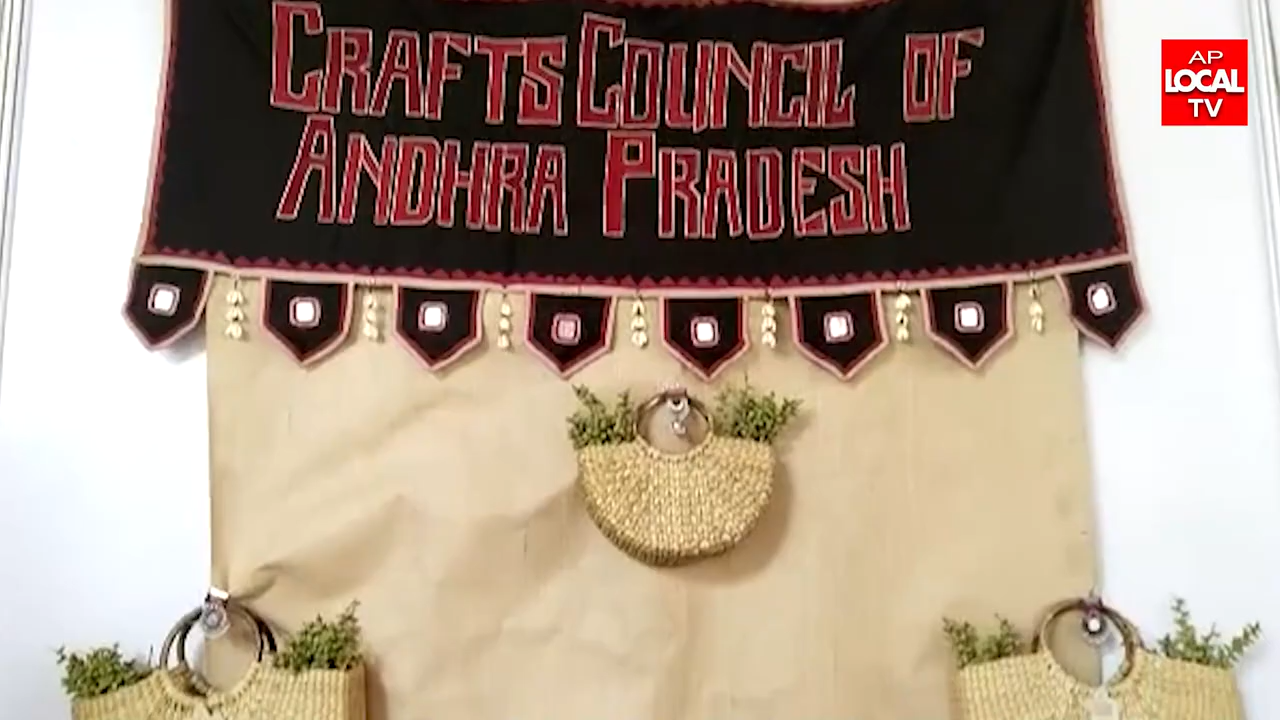 CRAFTS COUNCIL OF
ANDHRA PRADESH
AP
LOCAL
TV